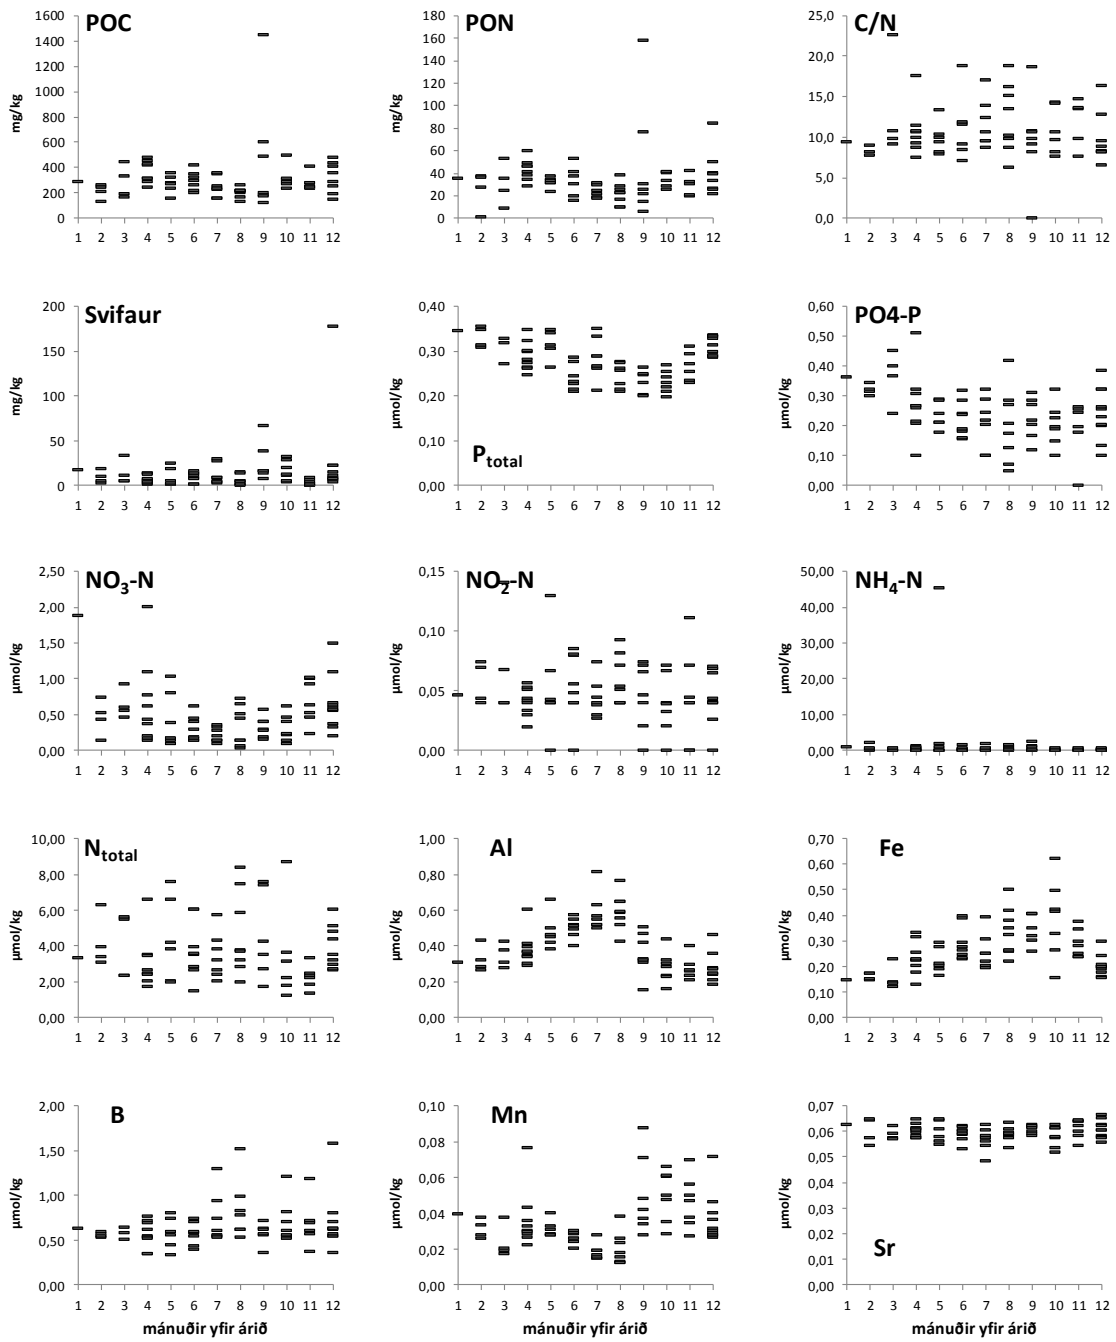 POC
mg/kg
1600
1400
1200
1000
800
600
400
200
0
1 2 3 4 5 6 7 8 9 10 11 12
PON
mg/kg
180
160
140
120
100
80
60
40
20
0
1 2 3 4 5 6 7 8 9 10 11 12
C/N
25,0
20,0
15,0
10,0
5,0
0,0
1 2 3 4 5 6 7 8 9 10 11 12
Svifaur
mg/kg
200
150
100
50
0
1 2 3 4 5 6 7 8 9 10 11 12
P total
µmol/kg
0,40
0,30
0,20
0,10
0,00
1 2 3 4 5 6 7 8 9 10 11 12
PO4-P
µmol/kg
0,60
0,50
0,40
0,30
0,20
0,10
0,00
1 2 3 4 5 6 7 8 9 10 11 12
NO3-N
µmol/kg
2,50
2,00
1,50
1,00
0,50
0,00
1 2 3 4 5 6 7 8 9 10 11 12
NO2-N
µmol/kg
0,15
0,10
0,05
0,00
1 2 3 4 5 6 7 8 9 10 11 12
NH4-N
µmol/kg
50,00
40,00
30,00
20,00
10,00
0,00
1 2 3 4 5 6 7 8 9 10 11 12
N total
µmol/kg
10,00
8,00
6,00
4,00
2,00
0,00
1 2 3 4 5 6 7 8 9 10 11 12
Al
µmol/kg
1,00
0,80
0,60
0,40
0,20
0,00
1 2 3 4 5 6 7 8 9 10 11 12
Fe
µmol/kg
0,70
0,60
0,50
0,40
0,30
0,20
0,10
0,00
1 2 3 4 5 6 7 8 9 10 11 12
B
µmol/kg
2,00
1,50
1,00
0,50
0,00
1 2 3 4 5 6 7 8 9 10 11 12
mánuðir yfir árið
Mn
µmol/kg
0,10
0,08
0,06
0,04
0,02
0,00
1 2 3 4 5 6 7 8 9 10 11 12
mánuðir yfir árið
Sr
µmol/kg
0,07
0,06
0,05
0,04
0,03
0,02
0,01
0,00
1 2 3 4 5 6 7 8 9 10 11 12
mánuðir yfir árið